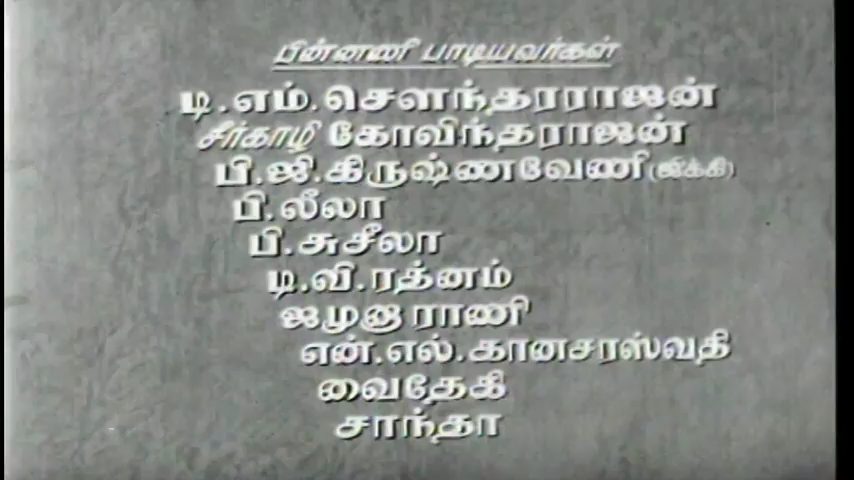 பின்னணி பாடியவர்கள்
டி.எம்.சௌந்தரராஜன்
சீர்காழி கோவிந்தராஜன்
பி.ஜி.கிருஷ்ணவேணி(ஜிக்கி)
பி.லீலா
பி.சுசீலா
டி.வி.ரத்னம்
ஜமுனா ராணி
என்.எல்.கானசரஸ்வதி
வைதேகி
சாந்தா